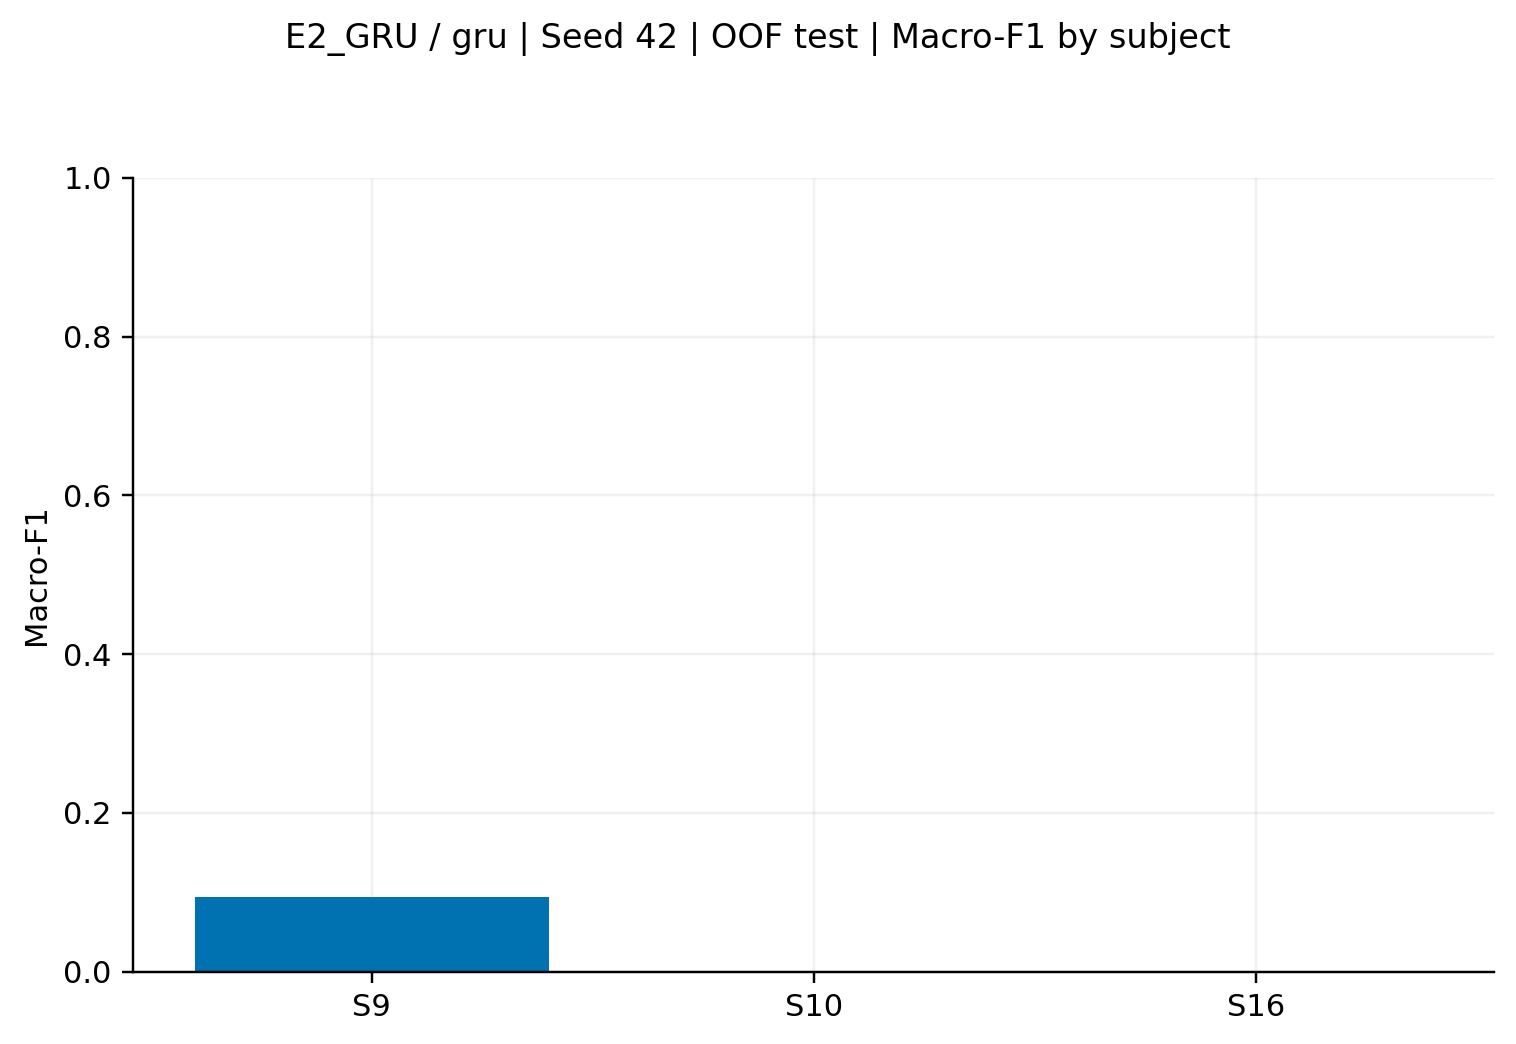 E2_GRU / gru | Seed 42 | OOF test | Macro-F1 by subject
1.0
0.8
0.6
0.4
0.2
0.0
Macro-F1
S9
S10
S16